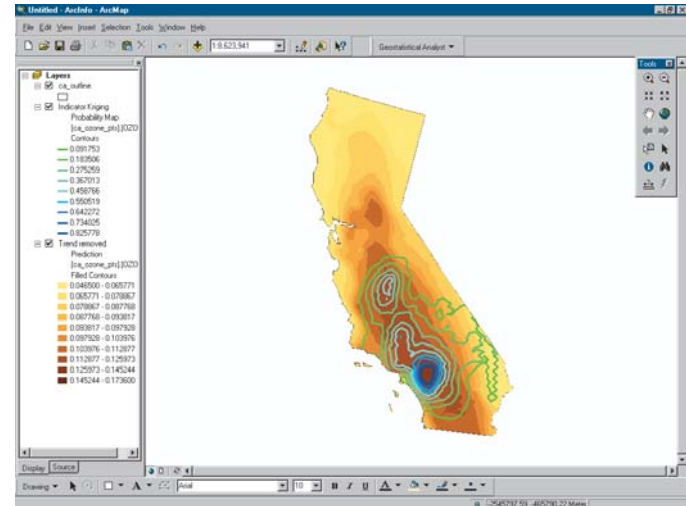 Untitled - ArcInfo - ArcMap
File Edit View Insert Selection Tools Window Help
1:8,623,941
Geostatistical Analyst
Tools
Layers
ca_outline
Indicator Kriging
Probability Map
[ca_ozone_pts].[OZO
Contours
0.091753
0.183506
0.275259
0.367013
0.458766
0.550519
0.642272
0.734025
0.825778
Trend removed
Prediction
[ca_ozone_pts].[OZO
Filled Contours
0.046500 - 0.065771
0.065771 - 0.078867
0.078867 - 0.087768
0.087768 - 0.093817
0.093817 - 0.097928
0.097928 - 0.103976
0.103976 - 0.112877
0.112877 - 0.125973
0.125973 - 0.145244
0.145244 - 0.173600
Display Source
Drawing A Arial 10 B I U A
-2545797.59 -465790.22 Meter